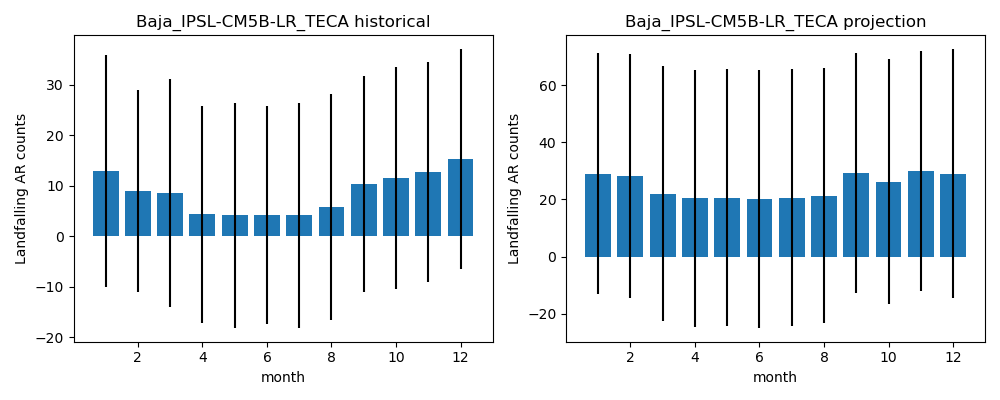 Baja_IPSL-CM5B-LR_TECA historical
Landfalling AR counts
30
20
10
0
−10
−20
2 4 6 8 10 12
month
Baja_IPSL-CM5B-LR_TECA projection
Landfalling AR counts
60
40
20
0
−20
2 4 6 8 10 12
month